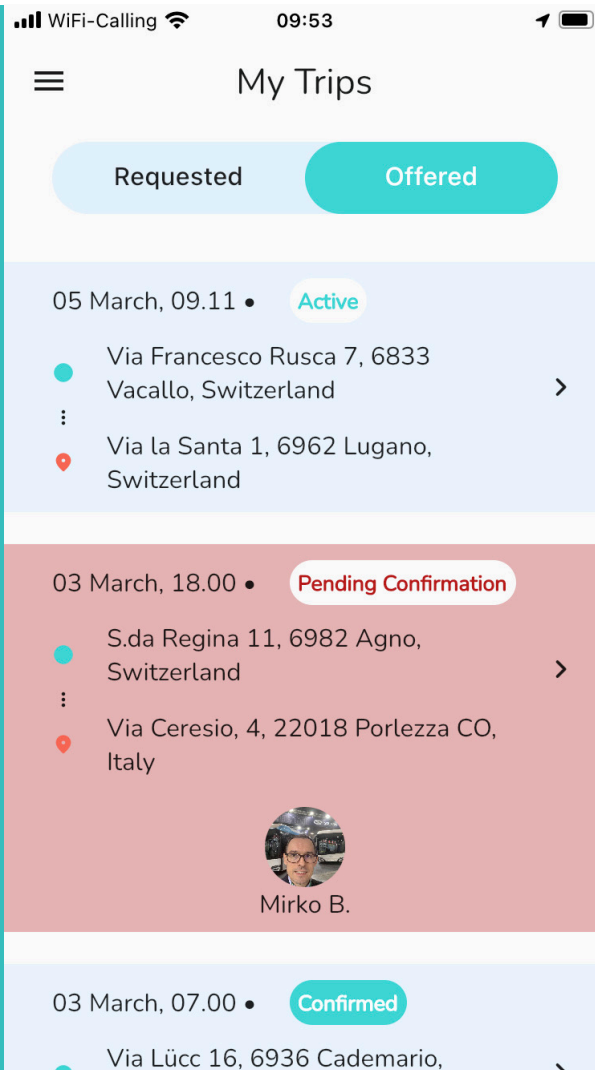 WiFi-Calling 09:53
My Trips
Requested Offered
05 March, 09.11 • Active
Via Francesco Rusca 7, 6833
Vacallo, Switzerland
Via la Santa 1, 6962 Lugano,
Switzerland
03 March, 18.00 • Pending Confirmation
S.da Regina 11, 6982 Agno,
Switzerland
Via Ceresio, 4, 22018 Porlezza CO,
Italy
Mirko B.
03 March, 07.00 • Confirmed
Via Lücc 16, 6936 Cademario,